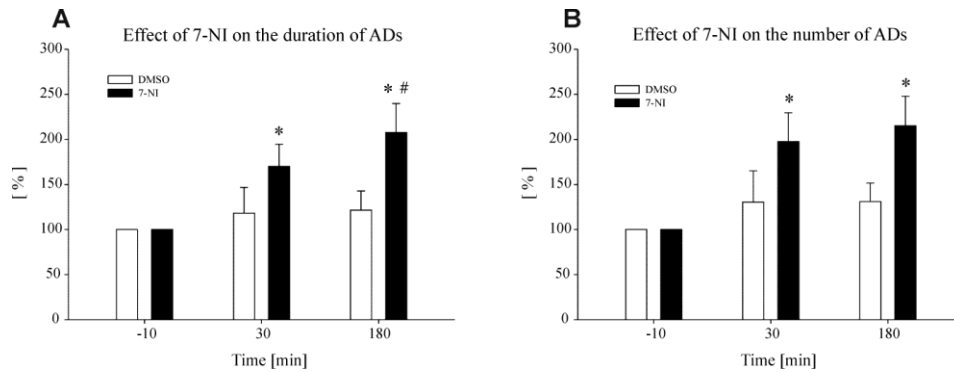 A
Effect of 7-NI on the duration of ADs
300
250
200
150
100
50
0
[ % ]
DMSO
7-NI
*
* #
-10 30 180
Time [min]
B
Effect of 7-NI on the number of ADs
300
250
200
150
100
50
0
[ % ]
DMSO
7-NI
*
*
-10 30 180
Time [min]